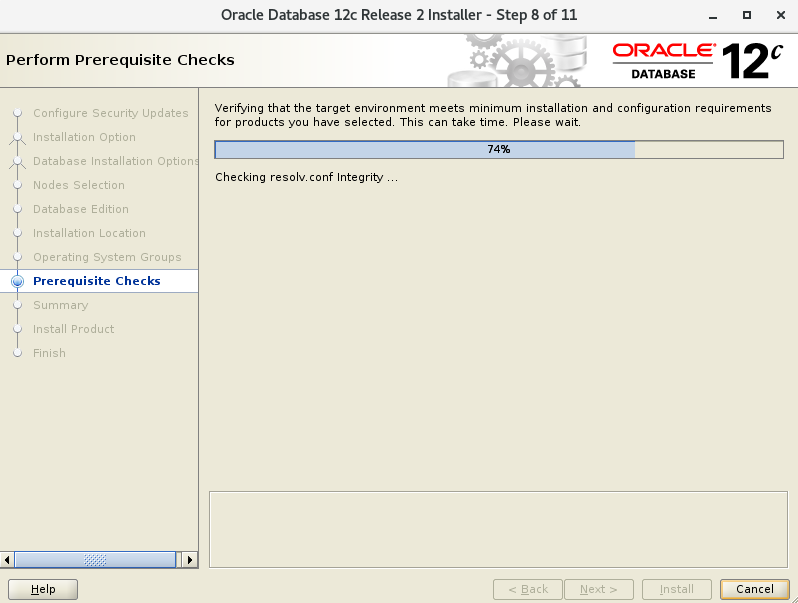 Oracle Database 12c Release 2 Installer - Step 8 of 11
Perform Prerequisite Checks
ORACLE
DATABASE
12c
Configure Security Updates
Installation Option
Database Installation Options
Nodes Selection
Database Edition
Installation Location
Operating System Groups
Prerequisite Checks
Summary
Install Product
Finish
Verifying that the target environment meets minimum installation and configuration requirements
for products you have selected. This can take time. Please wait.
74%
Checking resolv.conf Integrity ...
Help
< Back
Next >
Install
Cancel